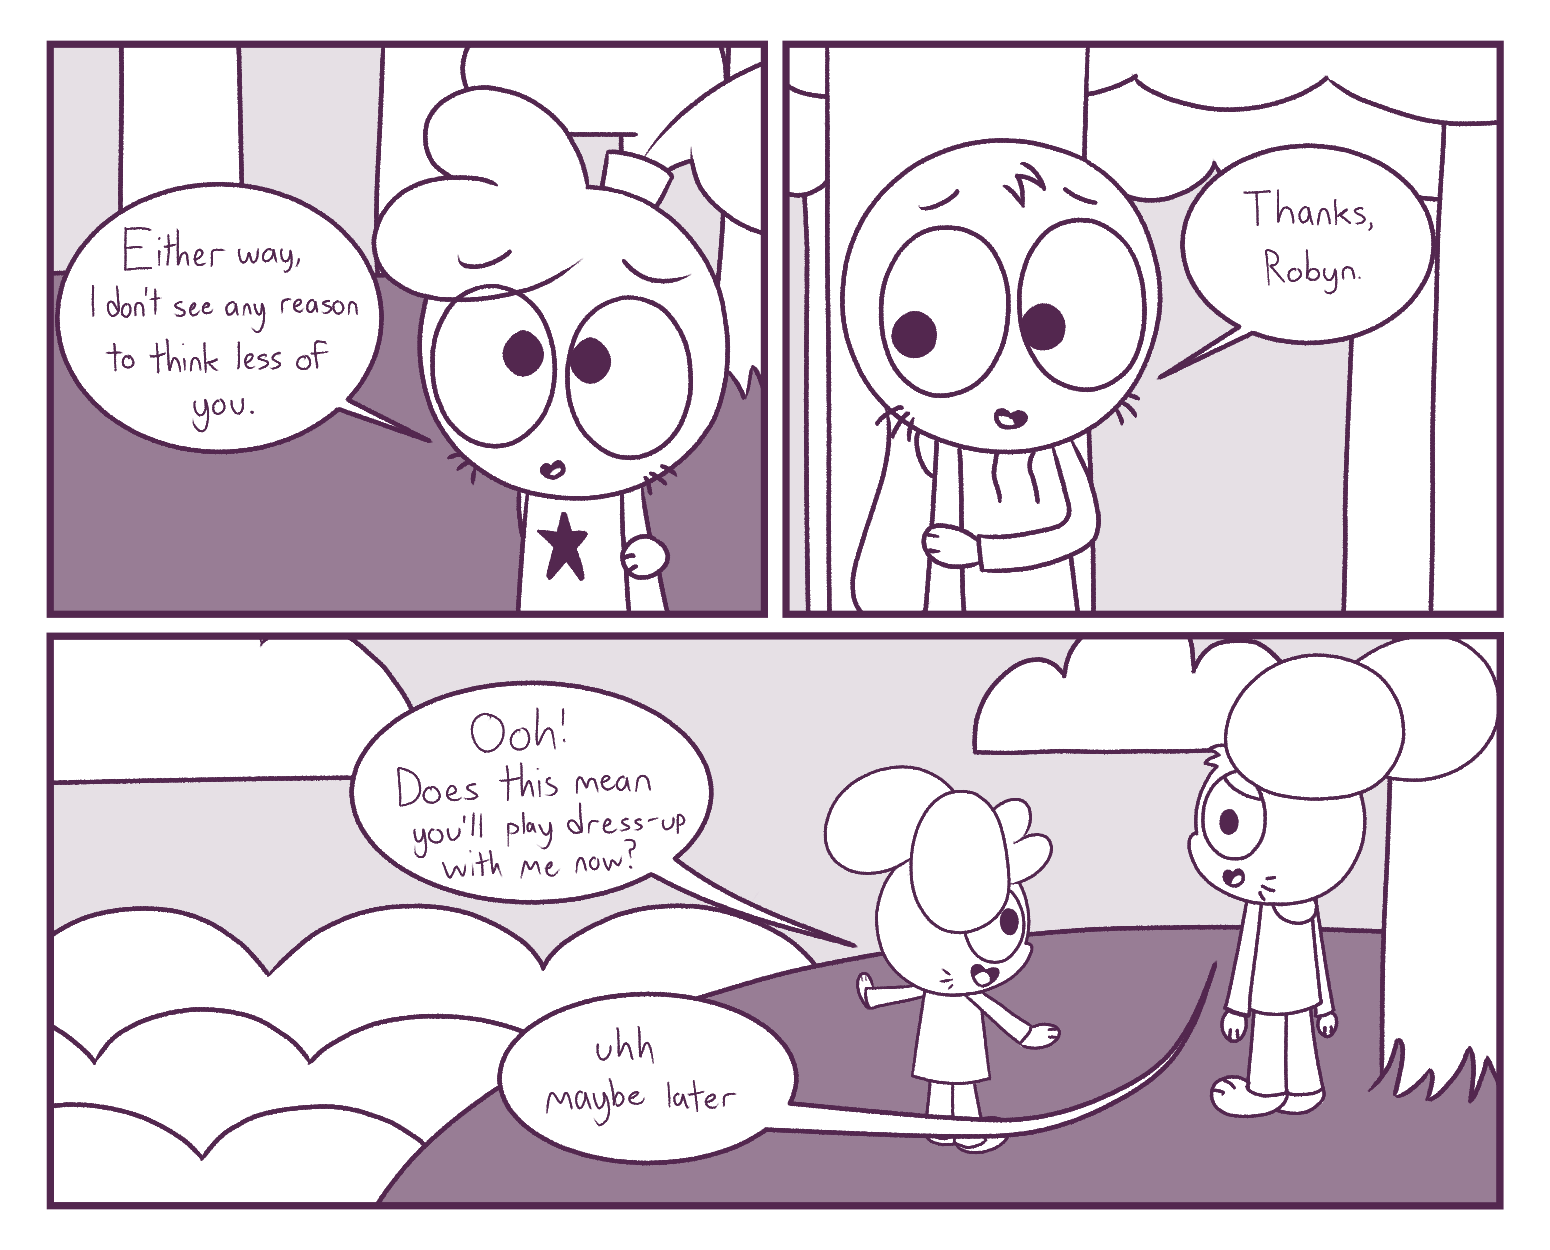 Either way,
I don't see any reason
to think less of
you.
Thanks,
Robyn.
Ooh!
Does this mean
you'll play dress-up
with me now?
uhh
maybe later